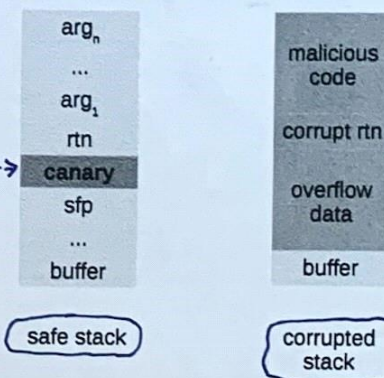 argn
...
arg1
rtn
canary
sfp
...
buffer
safe stack
malicious
code
corrupt rtn
overflow
data
buffer
corrupted
stack